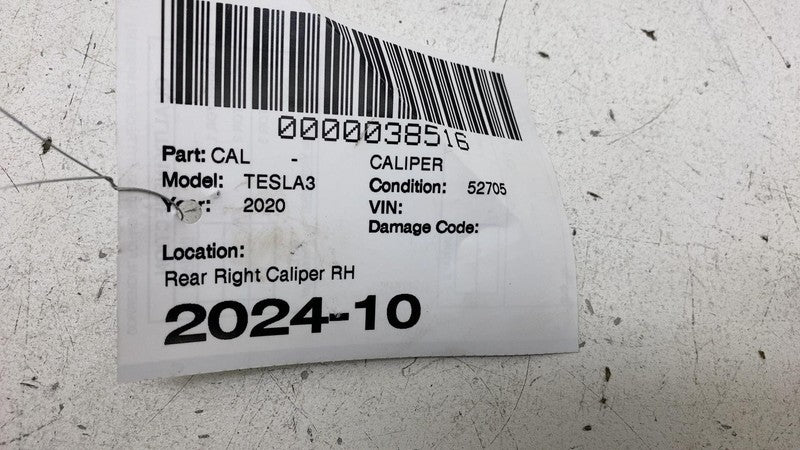 0000038516
Part: CAL - CALIPER
Model: TESLA3 Condition: 52705
Year: 2020 VIN:
Damage Code:
Location:
Rear Right Caliper RH
2024-10